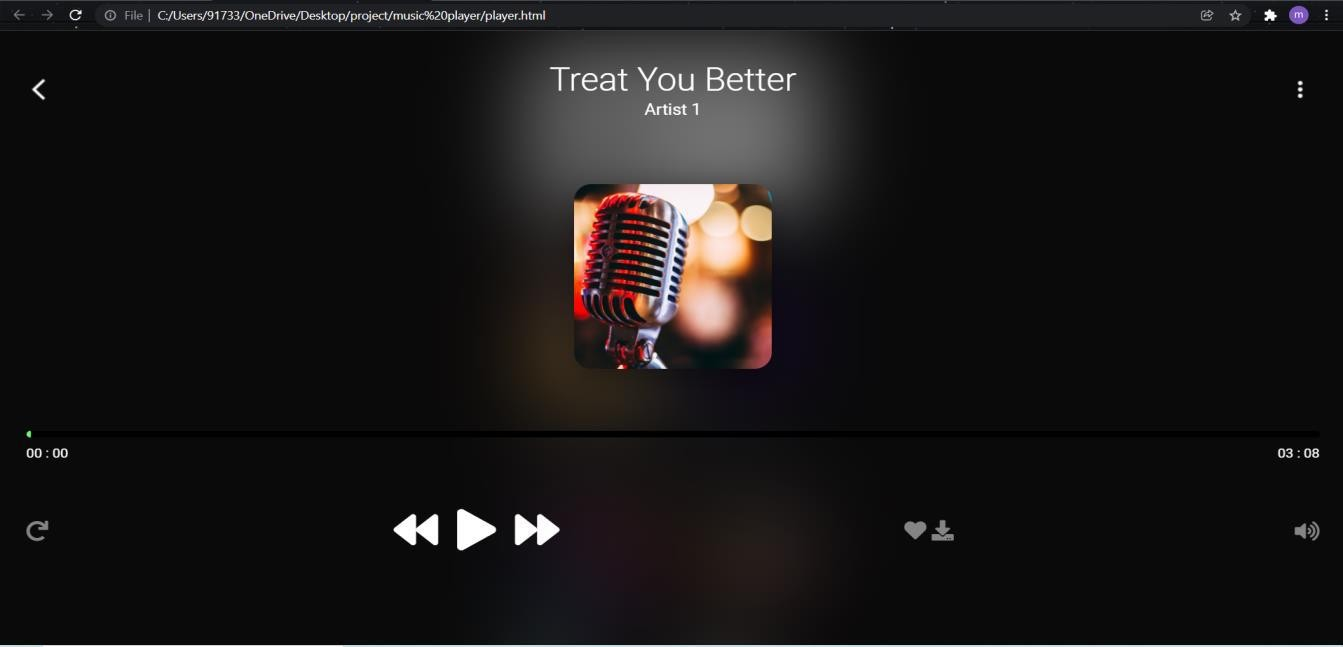 File | C:/Users/91733/OneDrive/Desktop/project/music%20player/player.html
m
Treat You Better
Artist 1
00 : 00
03 : 08